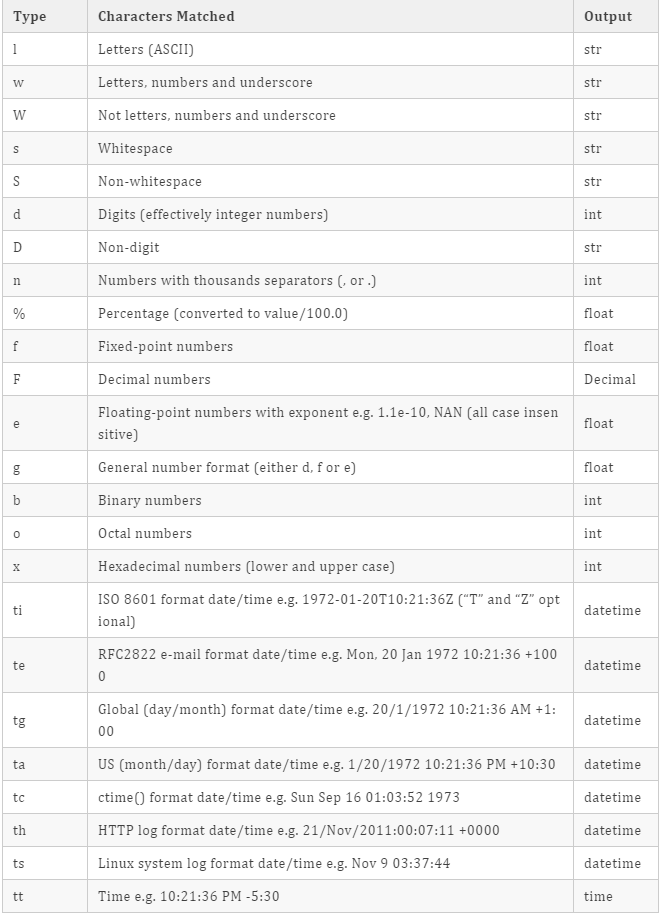 Type Characters Matched Output
l Letters (ASCII) str
w Letters, numbers and underscore str
W Not letters, numbers and underscore str
s Whitespace str
S Non-whitespace str
d Digits (effectively integer numbers) int
D Non-digit str
n Numbers with thousands separators (, or .) int
% Percentage (converted to value/100.0) float
f Fixed-point numbers float
F Decimal numbers Decimal
e Floating-point numbers with exponent e.g. 1.1e-10, NAN (all case insen
sitive) float
g General number format (either d, f or e) float
b Binary numbers int
o Octal numbers int
x Hexadecimal numbers (lower and upper case) int
ti ISO 8601 format date/time e.g. 1972-01-20T10:21:36Z (“T” and “Z” opt
ional) datetime
te RFC2822 e-mail format date/time e.g. Mon, 20 Jan 1972 10:21:36 +100
0 datetime
tg Global (day/month) format date/time e.g. 20/1/1972 10:21:36 AM +1:
00 datetime
ta US (month/day) format date/time e.g. 1/20/1972 10:21:36 PM +10:30 datetime
tc ctime() format date/time e.g. Sun Sep 16 01:03:52 1973 datetime
th HTTP log format date/time e.g. 21/Nov/2011:00:07:11 +0000 datetime
ts Linux system log format date/time e.g. Nov 9 03:37:44 datetime
tt Time e.g. 10:21:36 PM -5:30 time